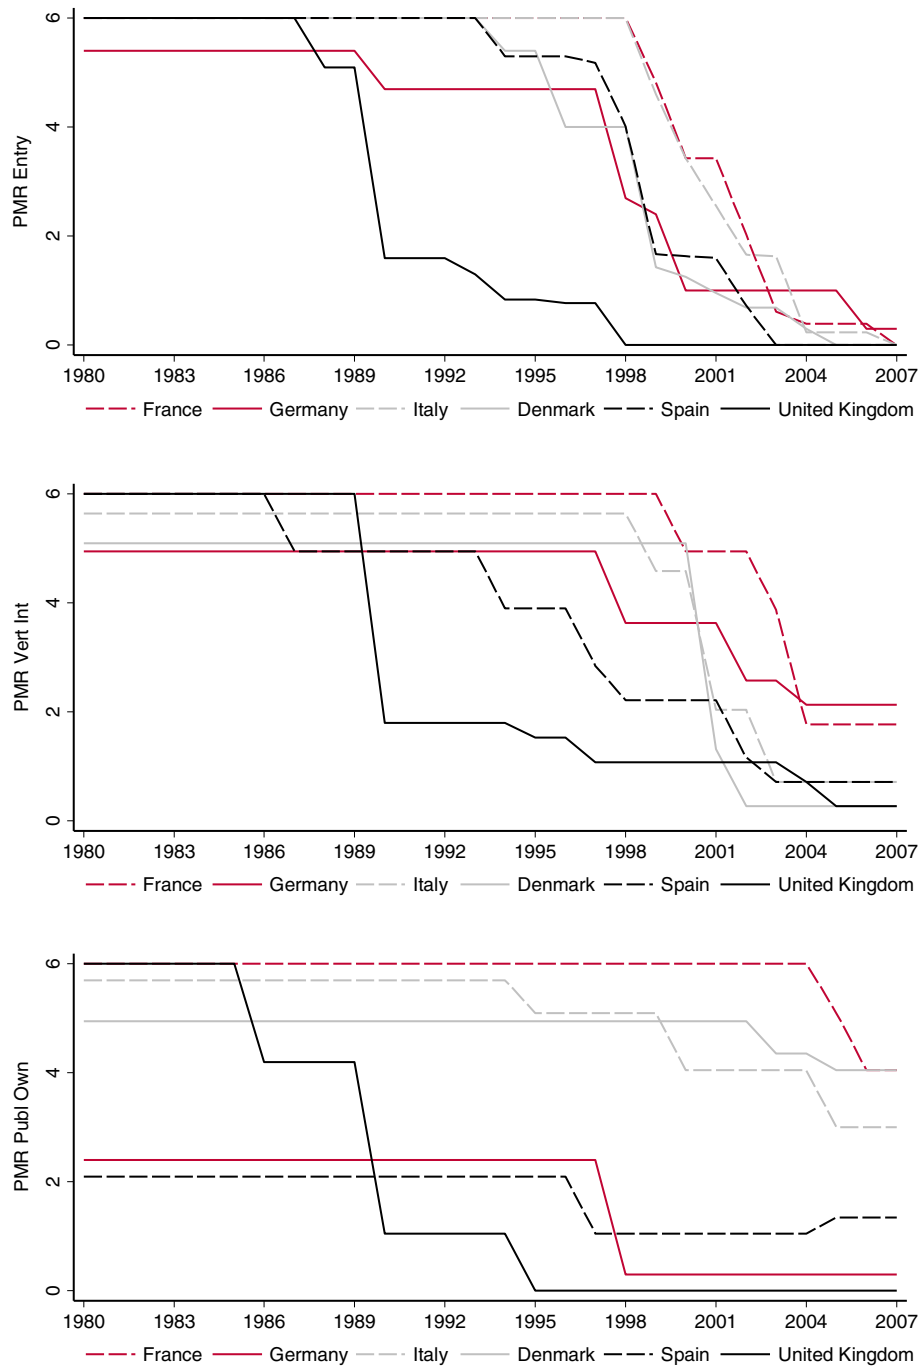 PMR Entry
6
4
2
0
1980 1983 1986 1989 1992 1995 1998 2001 2004 2007
France Germany Italy Denmark Spain United Kingdom
PMR Vert Int
6
4
2
0
1980 1983 1986 1989 1992 1995 1998 2001 2004 2007
France Germany Italy Denmark Spain United Kingdom
PMR Publ Own
6
4
2
0
1980 1983 1986 1989 1992 1995 1998 2001 2004 2007
France Germany Italy Denmark Spain United Kingdom